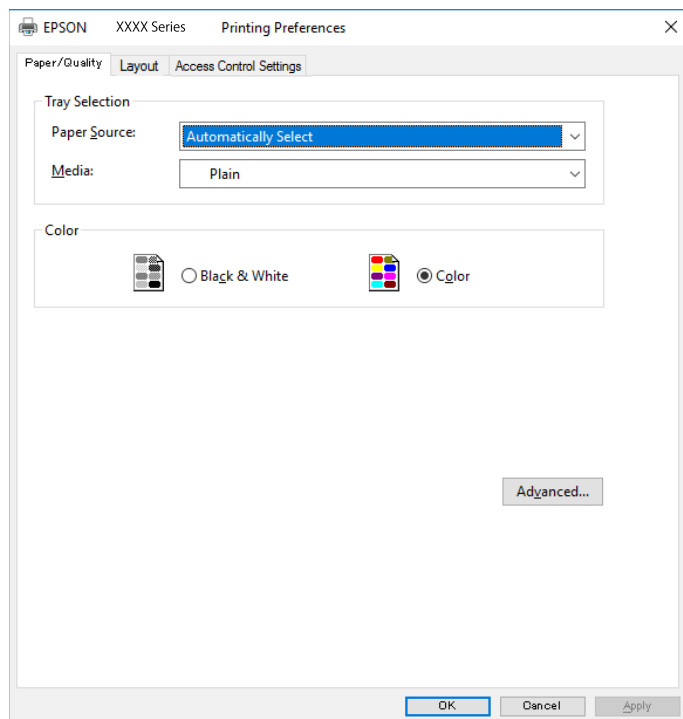 EPSON XXXX Series Printing Preferences
Paper/Quality Layout Access Control Settings
Tray Selection
Paper Source: Automatically Select
Media: Plain
Color
Black & White Color
Advanced...
OK Cancel Apply